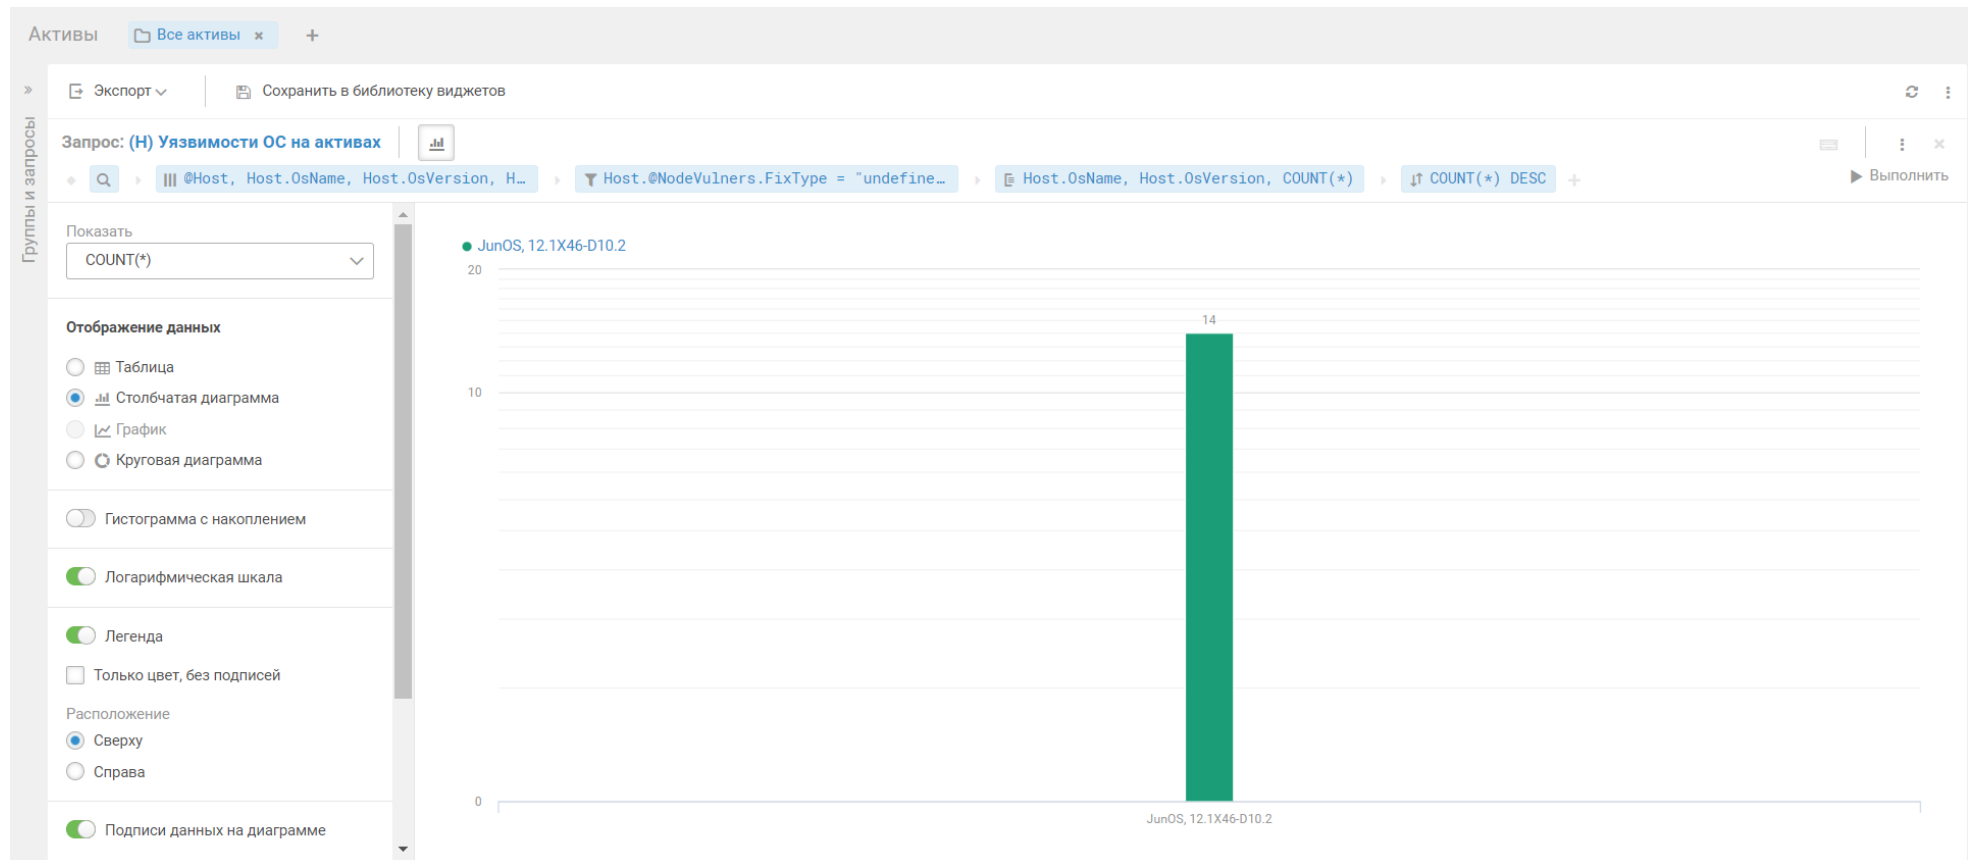 Активы
Все активы
Экспорт
Сохранить в библиотеку виджетов
Группы и запросы
Запрос: (Н) Уязвимости ОС на активах
@Host, Host.OsName, Host.OsVersion, H…
Host.@NodeVulners.FixType = "undefine…
Host.OsName, Host.OsVersion, COUNT(*)
COUNT(*) DESC
Выполнить
Показать
COUNT(*)
Отображение данных
Таблица
Столбчатая диаграмма
График
Круговая диаграмма
Гистограмма с накоплением
Логарифмическая шкала
Легенда
Только цвет, без подписей
Расположение
Сверху
Справа
Подписи данных на диаграмме
JunOS, 12.1X46-D10.2
20
14
10
0
JunOS, 12.1X46-D10.2